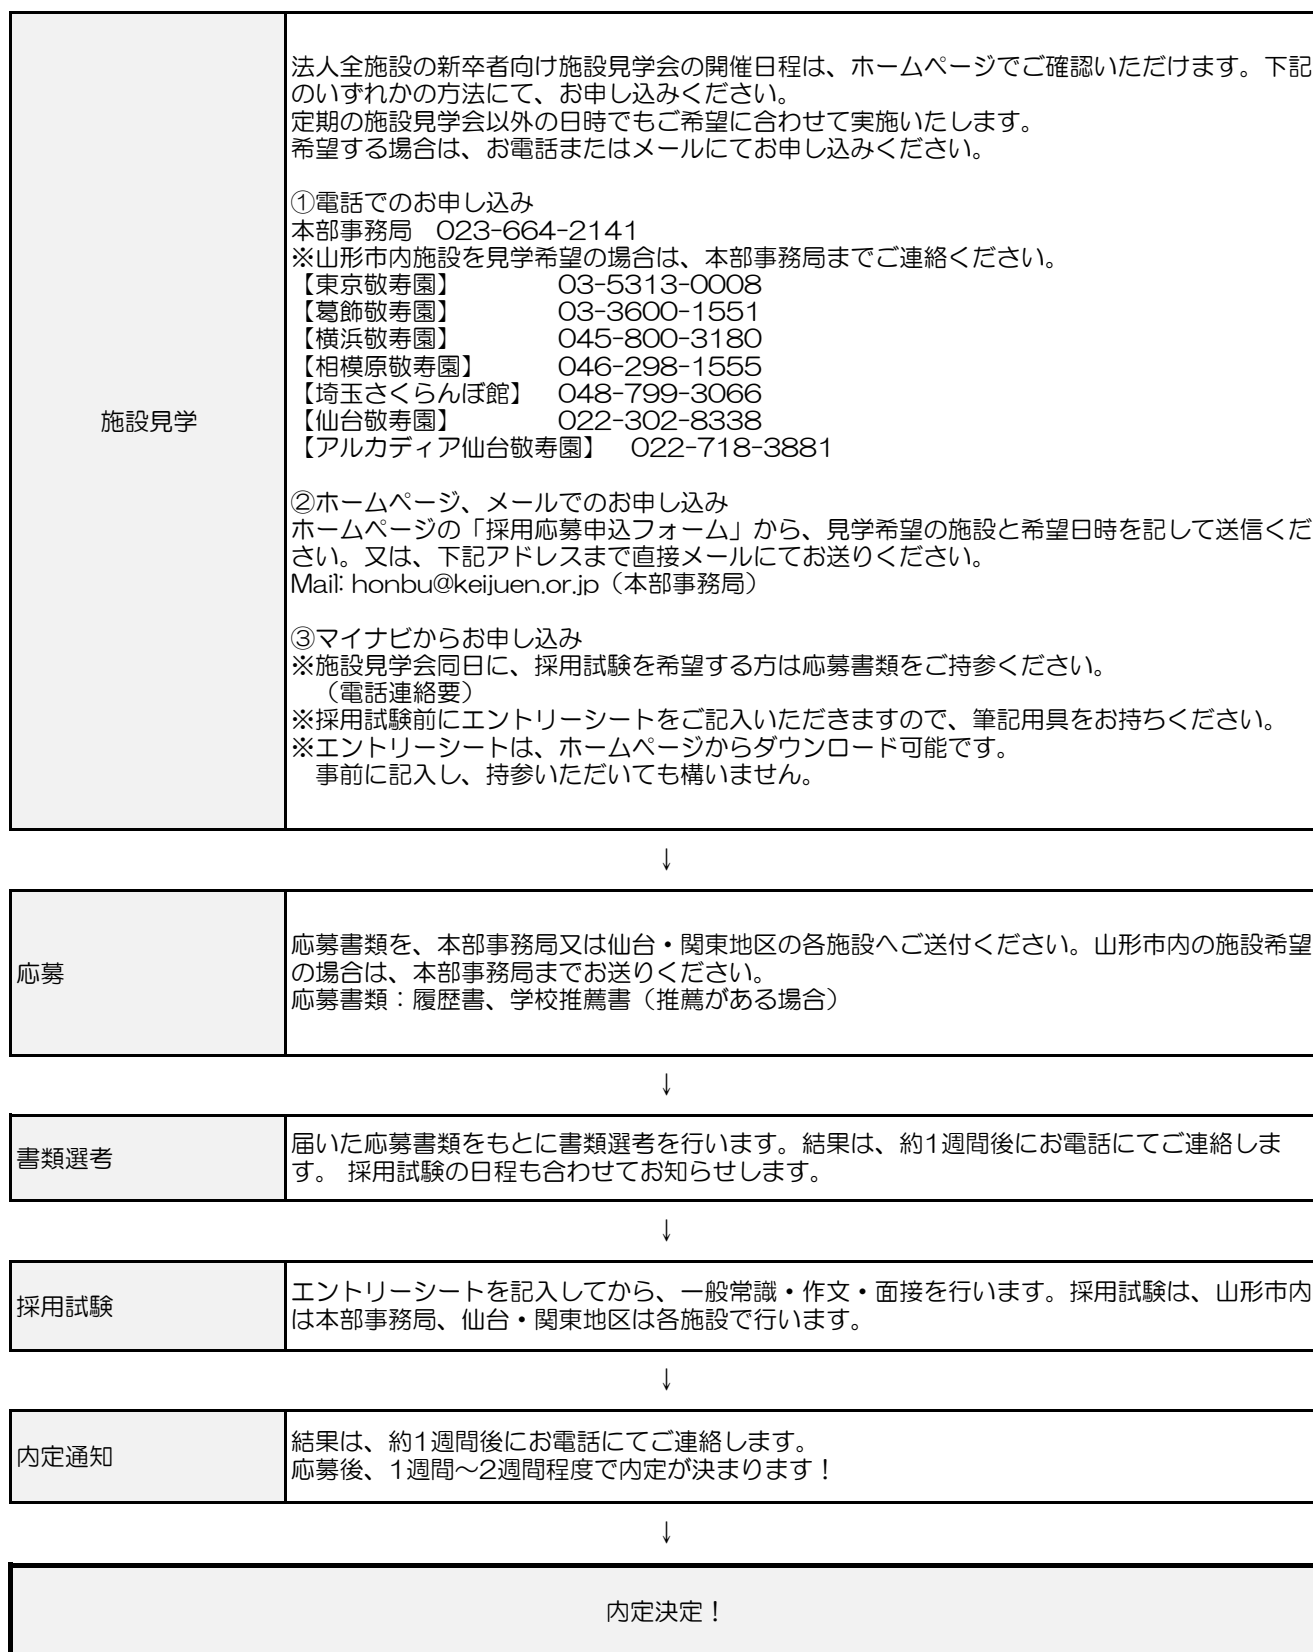 施設見学
法人全施設の新卒者向け施設見学会の開催日程は、ホームページでご確認いただけます。下記
のいずれかの方法にて、お申し込みください。
定期の施設見学会以外の日時でもご希望に合わせて実施いたします。
希望する場合は、お電話またはメールにてお申し込みください。
①電話でのお申し込み
本部事務局　023-664-2141
※山形市内施設を見学希望の場合は、本部事務局までご連絡ください。
【東京敬寿園】　03-5313-0008
【葛飾敬寿園】　03-3600-1551
【横浜敬寿園】　045-800-3180
【相模原敬寿園】　046-298-1555
【埼玉さくらんぼ館】　048-799-3066
【仙台敬寿園】　022-302-8338
【アルカディア仙台敬寿園】　022-718-3881
②ホームページ、メールでのお申し込み
ホームページの「採用応募申込フォーム」から、見学希望の施設と希望日時を記して送信くだ
さい。又は、下記アドレスまで直接メールにてお送りください。
Mail: honbu@keijuen.or.jp（本部事務局）
③マイナビからお申し込み
※施設見学会同日に、採用試験を希望する方は応募書類をご持参ください。
（電話連絡要）
※採用試験前にエントリーシートをご記入いただきますので、筆記用具をお持ちください。
※エントリーシートは、ホームページからダウンロード可能です。
事前に記入し、持参いただいても構いません。
↓
応募
応募書類を、本部事務局又は仙台・関東地区の各施設へご送付ください。山形市内の施設希望
の場合は、本部事務局までお送りください。
応募書類：履歴書、学校推薦書（推薦がある場合）
↓
書類選考
届いた応募書類をもとに書類選考を行います。結果は、約1週間後にお電話にてご連絡しま
す。 採用試験の日程も合わせてお知らせします。
↓
採用試験
エントリーシートを記入してから、一般常識・作文・面接を行います。採用試験は、山形市内
は本部事務局、仙台・関東地区は各施設で行います。
↓
内定通知
結果は、約1週間後にお電話にてご連絡します。
応募後、1週間～2週間程度で内定が決まります！
↓
内定決定！